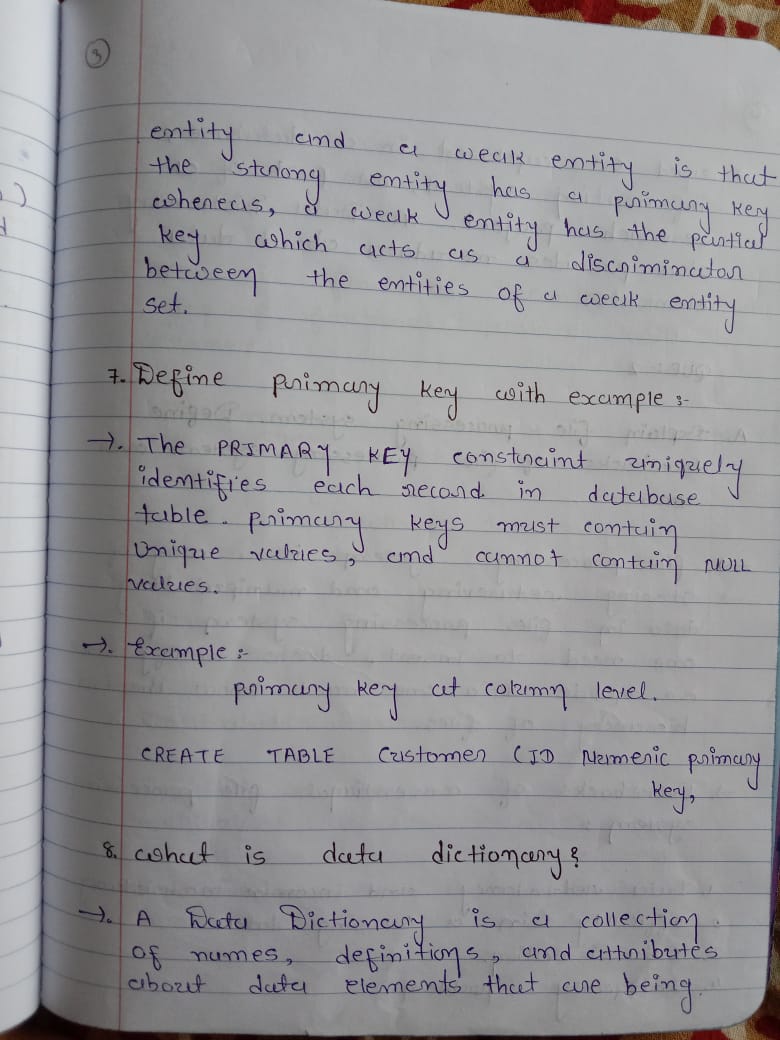 3
entity and a weak entity is that
the strong entity has a primary key
whereas, a weak entity has the partial
key which acts as a discriminator
between the entities of a weak entity
set.
7. Define primary key with example :-
→. The PRIMARY KEY constraint uniquely
identifies each record in database
table. primary keys must contain
Unique values, and cannot contain NULL
values.
→. Example :-
primary key at column level.
CREATE TABLE Customer (ID Numeric primary
key,
8. What is data dictionary?
→. A Data Dictionary is a collection
of names, definitions, and attributes
about data elements that are being